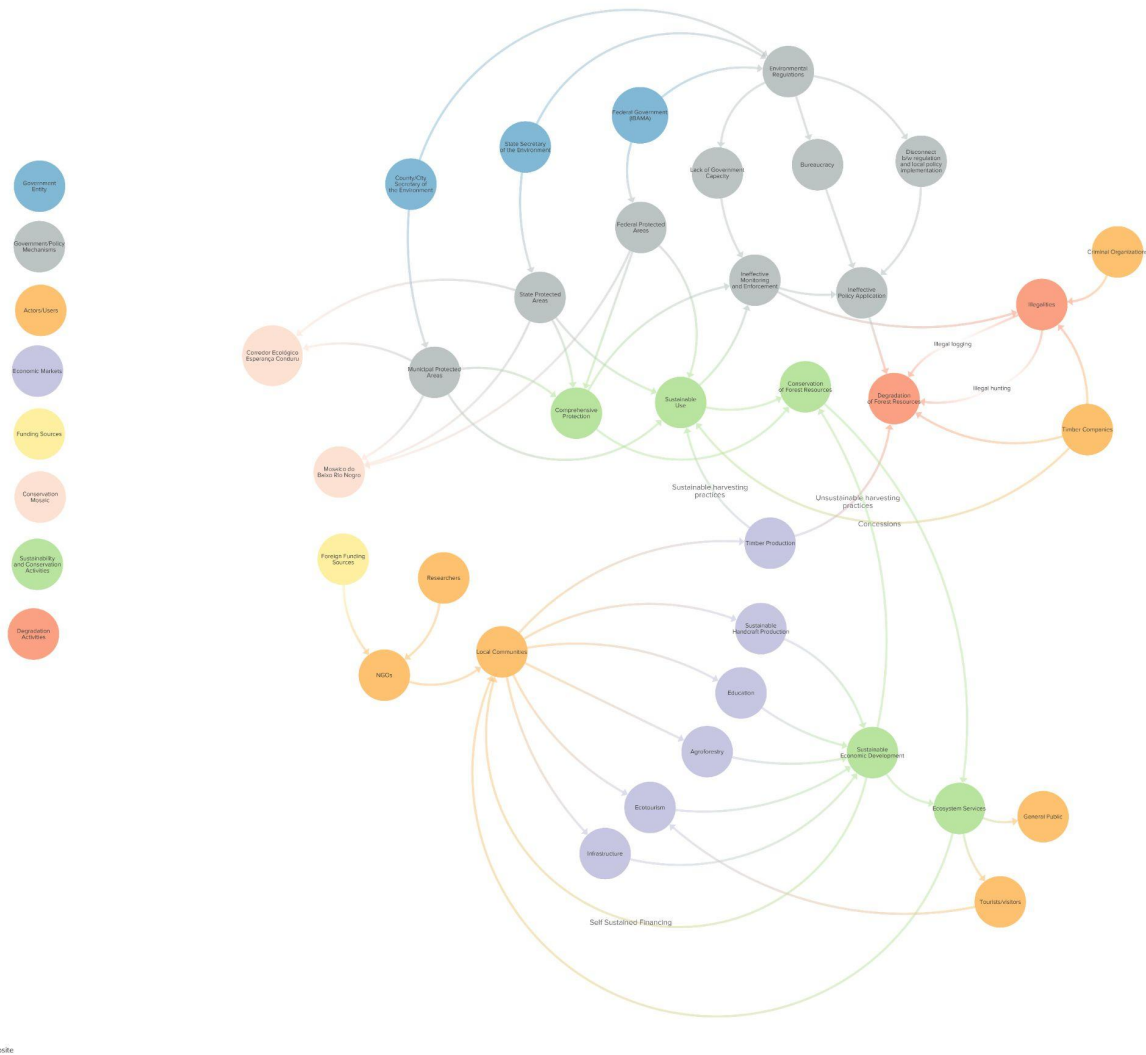 Environmental
Regulations
Federal Government
(IBAMA)
State Secretary
of the Environment
Disconnect
b/w regulation
and local policy
implementation
Bureaucracy
Lack of Government
Capacity
County/City
Secretary of
the Environment
Government
Entity
Federal Protected
Areas
Government/Policy
Mechanisms
Criminal Organisations
Ineffective
Monitoring
and Enforcement
Ineffective
Policy Application
State Protected
Areas
Illegalities
Actors/Users
Illegal logging
Corredor Ecológico
Esperança Conduru
Municipal Protected
Areas
Economic Markets
Conservation
of Forest Resources
Illegal hunting
Degradation
of Forest Resources
Sustainable
Use
Comprehensive
Protection
Timber Companies
Funding Sources
Mosaico do
Baixo Rio Negro
Conservation
Mosaic
Sustainable harvesting
practices
Unsustainable harvesting
practices
Concessions
Timber Production
Foreign Funding
Sources
Sustainability
and Conservation
Activities
Researchers
Sustainable
Handcraft Production
Degradation
Activities
Local Communities
NGOs
Education
Agroforestry
Sustainable
Economic Development
Ecotourism
Ecosystem Services
General Public
Infrastructure
Tourists/visitors
Self Sustained Financing